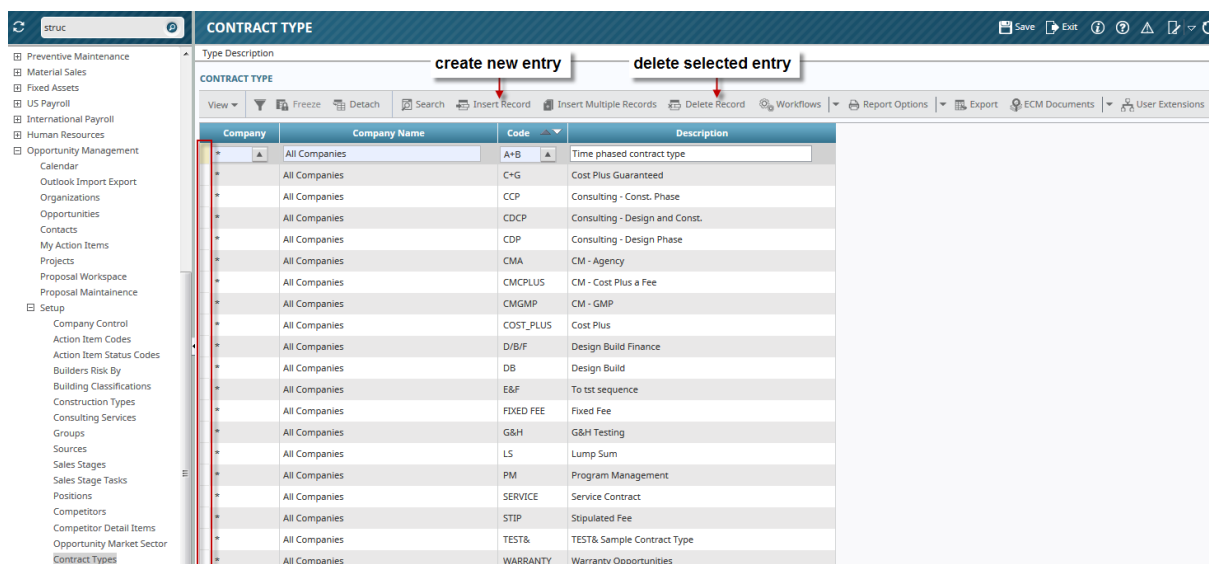 struc
CONTRACT TYPE
Save Exit
Type Description
create new entry
delete selected entry
CONTRACT TYPE
View Freeze Detach Search Insert Record Insert Multiple Records Delete Record Workflows Report Options Export ECM Documents User Extensions
Preventive Maintenance
Material Sales
Fixed Assets
US Payroll
International Payroll
Human Resources
Opportunity Management
Calendar
Outlook Import Export
Organizations
Opportunities
Contacts
My Action Items
Projects
Proposal Workspace
Proposal Maintainence
Setup
Company Control
Action Item Codes
Action Item Status Codes
Builders Risk By
Building Classifications
Construction Types
Consulting Services
Groups
Sources
Sales Stages
Sales Stage Tasks
Positions
Competitors
Competitor Detail Items
Opportunity Market Sector
Contract Types
Company Company Name Code Description
* All Companies A+B Time phased contract type
* All Companies C+G Cost Plus Guaranteed
* All Companies CCP Consulting - Const. Phase
* All Companies CDCP Consulting - Design and Const.
* All Companies CDP Consulting - Design Phase
* All Companies CMA CM - Agency
* All Companies CMCPLUS CM - Cost Plus a Fee
* All Companies CMGMP CM - GMP
* All Companies COST_PLUS Cost Plus
* All Companies D/B/F Design Build Finance
* All Companies DB Design Build
* All Companies E&F To tst sequence
* All Companies FIXED FEE Fixed Fee
* All Companies G&H G&H Testing
* All Companies LS Lump Sum
* All Companies PM Program Management
* All Companies SERVICE Service Contract
* All Companies STIP Stipulated Fee
* All Companies TEST& TEST& Sample Contract Type
* All Companies WARRANTY Warranty Opportunities